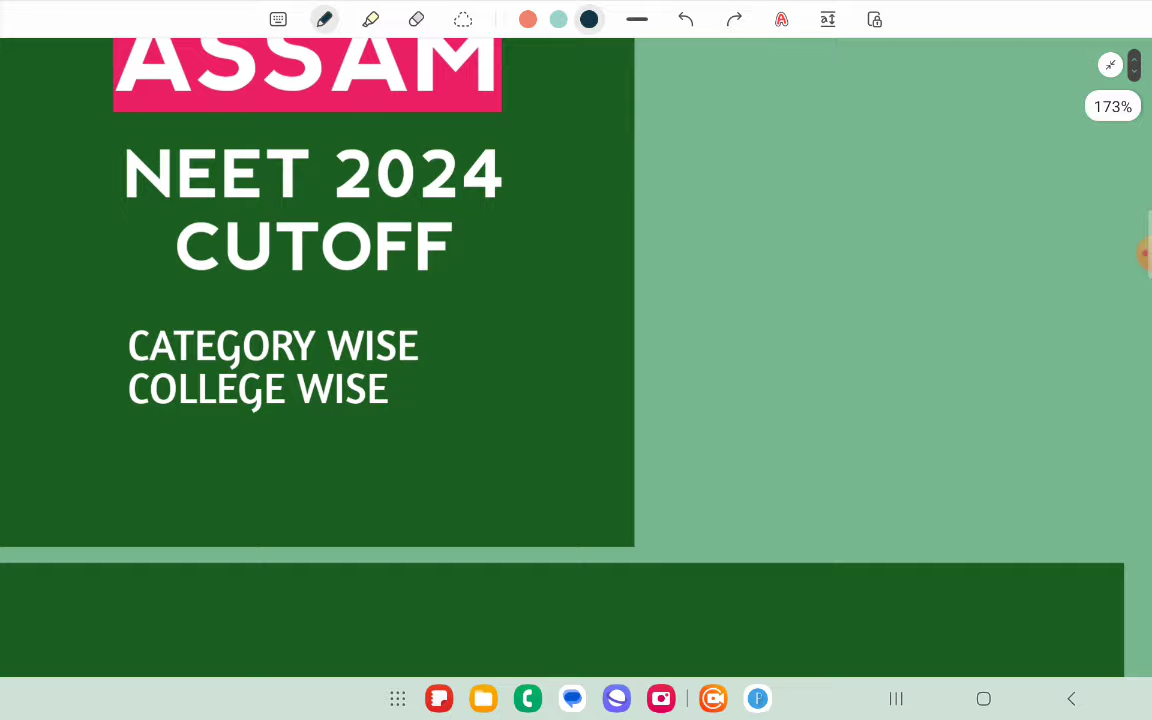 ASSAM
173%
NEET 2024
CUTOFF
CATEGORY WISE
COLLEGE WISE